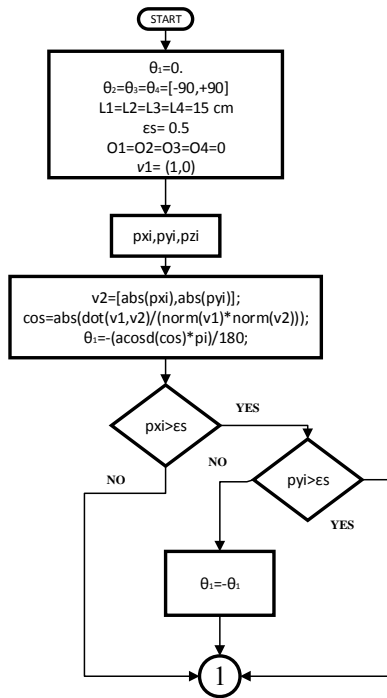 START
θ₁=0.
θ₂=θ₃=θ₄=[-90,+90]
L1=L2=L3=L4=15 cm
εs= 0.5
O1=O2=O3=O4=0
v1= (1,0)
pxi,pyi,pzi
v2=[abs(pxi),abs(pyi)];
cos=abs(dot(v1,v2)/(norm(v1)*norm(v2)));
θ₁=-(acosd(cos)*pi)/180;
pxi>εs
YES
NO
pyi>εs
NO
YES
θ₁=-θ₁
1